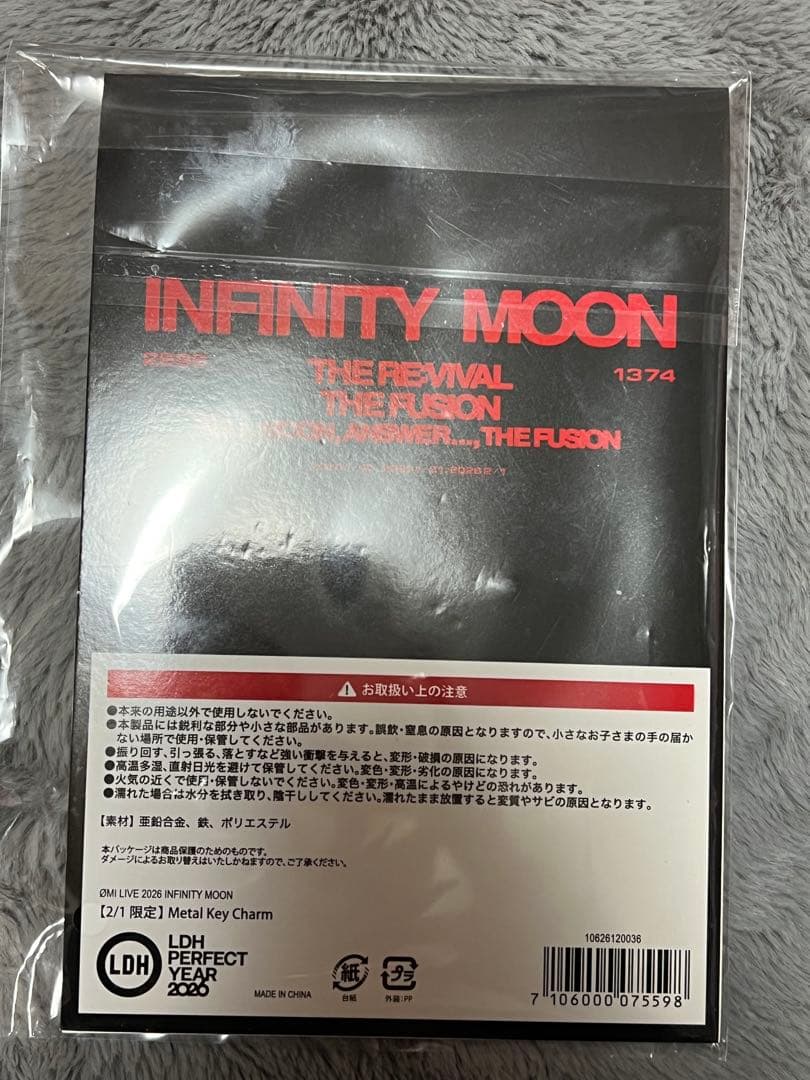 INFINITY MOON
THE RE:VIVAL
1374
THE FUSION
MOON, ANSWER..., THE FUSION
お取扱い上の注意
●本来の用途以外で使用しないでください。
●本製品には鋭利な部分や小さな部品があります。誤飲・窒息の原因となりますので、小さなお子さまの手の届か
ない場所で使用・保管してください。
●振り回す、引っ張る、落とすなど強い衝撃を与えると、変形・破損の原因になります。
●高温多湿、直射日光を避けて保管してください。変色・変形・劣化の原因になります。
●火気の近くで使用・保管しないでください。変色・変形・高温によるやけどの恐れがあります。
●濡れた場合は水分を拭き取り、陰干ししてください。濡れたまま放置すると変質やサビの原因となります。
【素材】亜鉛合金、鉄、ポリエステル
本パッケージは商品保護のためのものです。
ダメージによるお取り替えはいたしかねますので、ご了承ください。
ØMI LIVE 2026 INFINITY MOON
【2/1 限定】Metal Key Charm
LDH
LDH
PERFECT
YEAR
2026
MADE IN CHINA
紙
台紙
プラ
外装:PP
10626120036
7 106000 075598